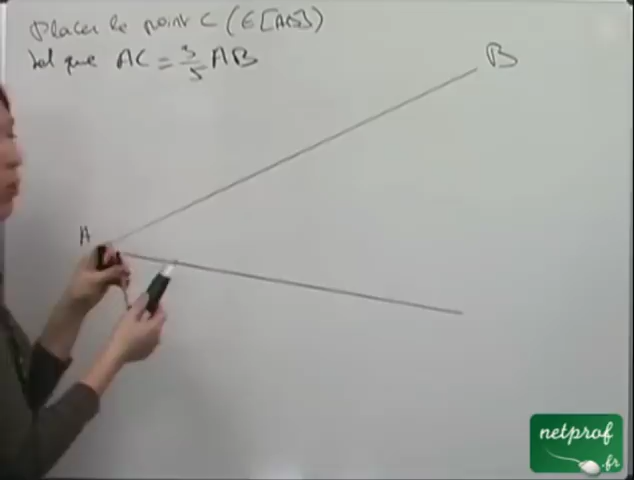 Placer le point C (∈ [AB])
tel que AC = 3/5 AB
B
A
netprof
.fr